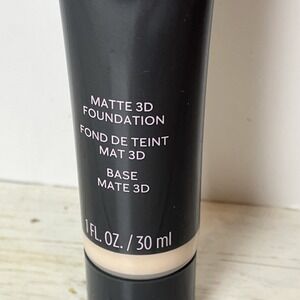 MATTE 3D
FOUNDATION
FOND DE TEINT
MAT 3D
BASE
MATE 3D
1 FL. OZ. / 30 ml